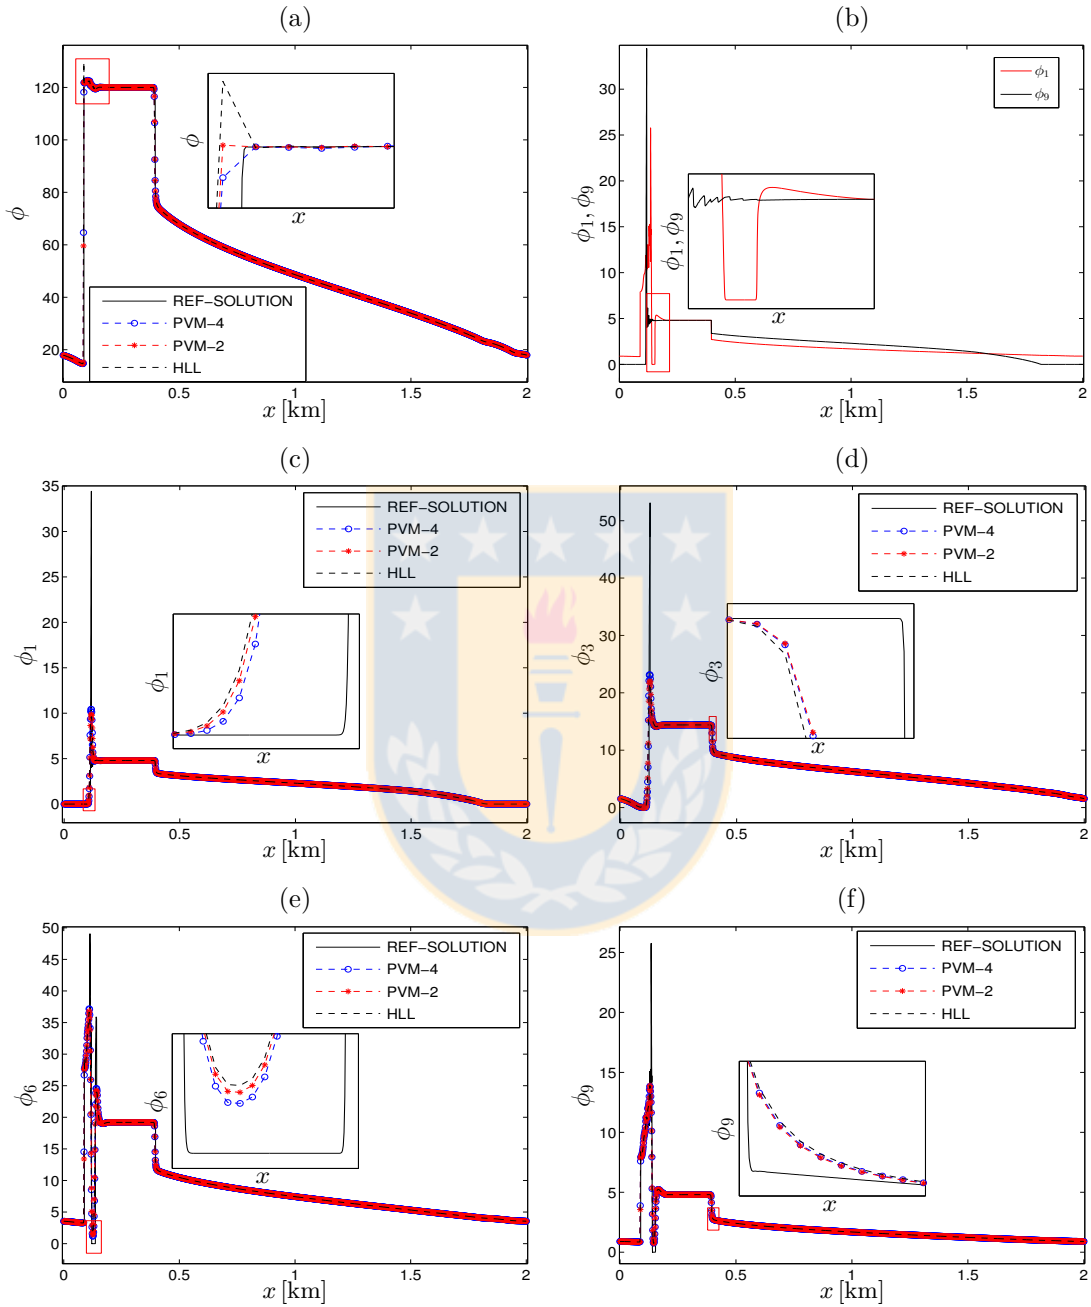 (a)
120
100
80
60
40
20
ϕ
0
0.5
1
1.5
2
x [km]
ϕ
x
REF−SOLUTION
PVM−4
PVM−2
HLL
(b)
30
25
20
15
10
5
0
ϕ1, ϕ9
0
0.5
1
1.5
2
x [km]
ϕ1
ϕ9
ϕ1, ϕ9
x
(c)
35
30
25
20
15
10
5
0
ϕ1
0
0.5
1
1.5
2
x [km]
REF−SOLUTION
PVM−4
PVM−2
HLL
ϕ1
x
(d)
50
40
30
20
10
0
ϕ3
0
0.5
1
1.5
2
x [km]
REF−SOLUTION
PVM−4
PVM−2
HLL
ϕ3
x
(e)
50
45
40
35
30
25
20
15
10
5
0
ϕ6
0
0.5
1
1.5
2
x [km]
REF−SOLUTION
PVM−4
PVM−2
HLL
ϕ6
x
(f)
25
20
15
10
5
0
ϕ9
0
0.5
1
1.5
2
x [km]
REF−SOLUTION
PVM−4
PVM−2
HLL
ϕ9
x